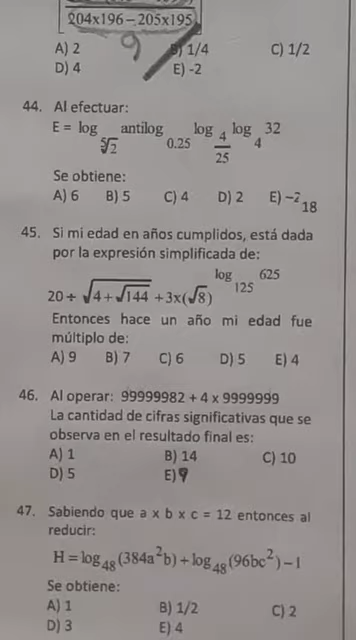 204x196 – 205x195
9
A) 2 B) 1/4 C) 1/2
D) 4 E) -2
44. Al efectuar:
E = log ⁵√2 antilog 0.25 log 4/25 log 4 32
Se obtiene:
A) 6 B) 5 C) 4 D) 2 E) –2
18
45. Si mi edad en años cumplidos, está dada
por la expresión simplificada de:
20 ÷ √(4 + √144) + 3x(√8)^(log 125 625)
Entonces hace un año mi edad fue
múltiplo de:
A) 9 B) 7 C) 6 D) 5 E) 4
46. Al operar: 99999982 + 4 x 9999999
La cantidad de cifras significativas que se
observa en el resultado final es:
A) 1 B) 14 C) 10
D) 5 E) 9
47. Sabiendo que a x b x c = 12 entonces al
reducir:
H = log₄₈(384a²b) + log₄₈(96bc²) – 1
Se obtiene:
A) 1 B) 1/2 C) 2
D) 3 E) 4